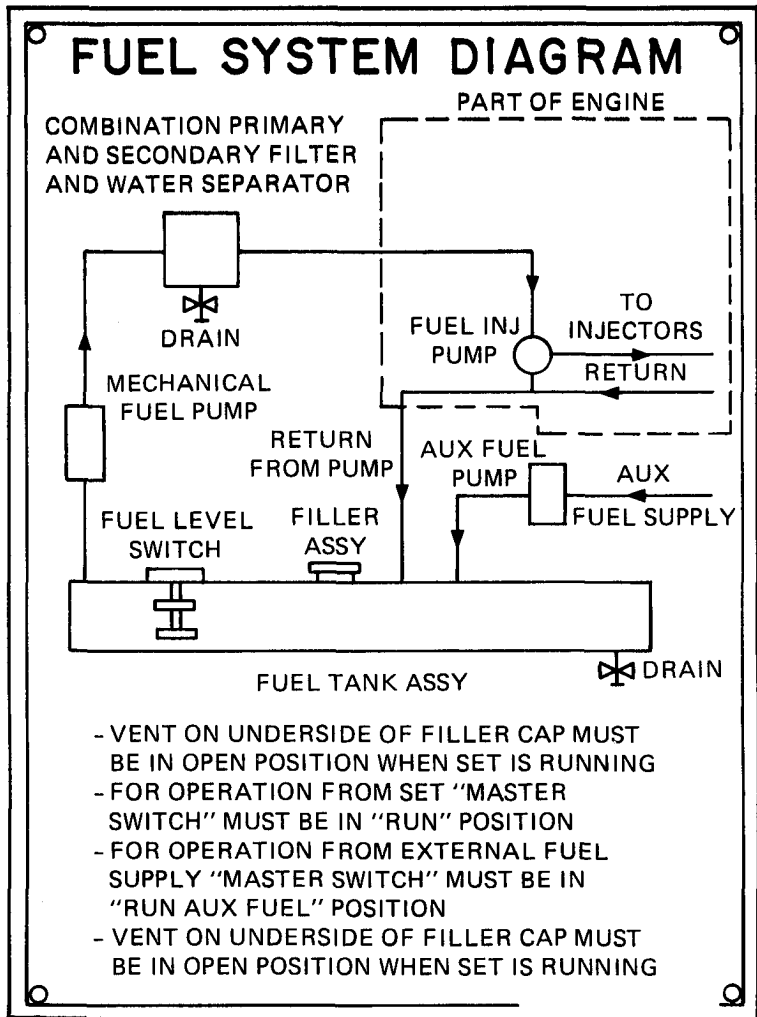 FUEL SYSTEM DIAGRAM
PART OF ENGINE
COMBINATION PRIMARY
AND SECONDARY FILTER
AND WATER SEPARATOR
DRAIN
TO
INJECTORS
FUEL INJ
PUMP
RETURN
MECHANICAL
FUEL PUMP
RETURN
FROM PUMP
AUX FUEL
PUMP
AUX
FUEL SUPPLY
FUEL LEVEL
SWITCH
FILLER
ASSY
DRAIN
FUEL TANK ASSY
- VENT ON UNDERSIDE OF FILLER CAP MUST
BE IN OPEN POSITION WHEN SET IS RUNNING
- FOR OPERATION FROM SET "MASTER
SWITCH" MUST BE IN "RUN" POSITION
- FOR OPERATION FROM EXTERNAL FUEL
SUPPLY "MASTER SWITCH" MUST BE IN
"RUN AUX FUEL" POSITION
- VENT ON UNDERSIDE OF FILLER CAP MUST
BE IN OPEN POSITION WHEN SET IS RUNNING